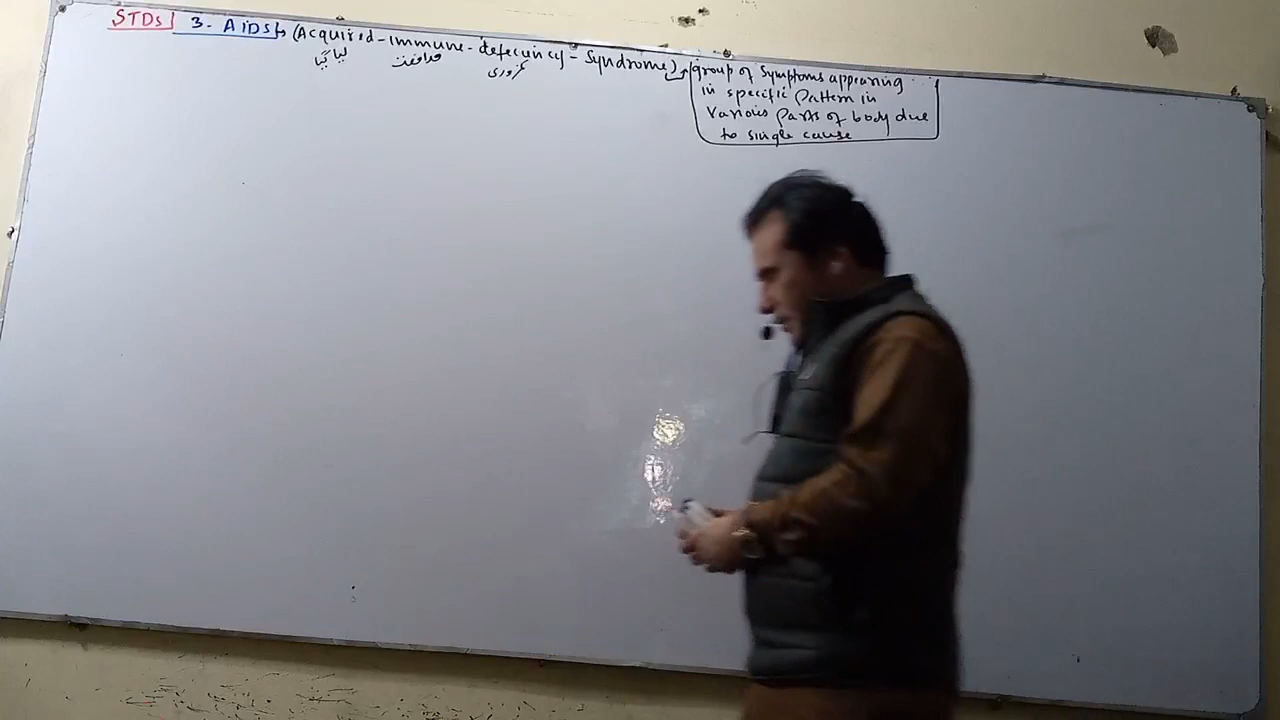 STDs 3. AIDS → (Acquired-immune-defeciency-Syndrome) → group of Symptoms appearing
لیا گیا مدافعت کمزوری
in specific Pattern in
various parts of body due
to single cause